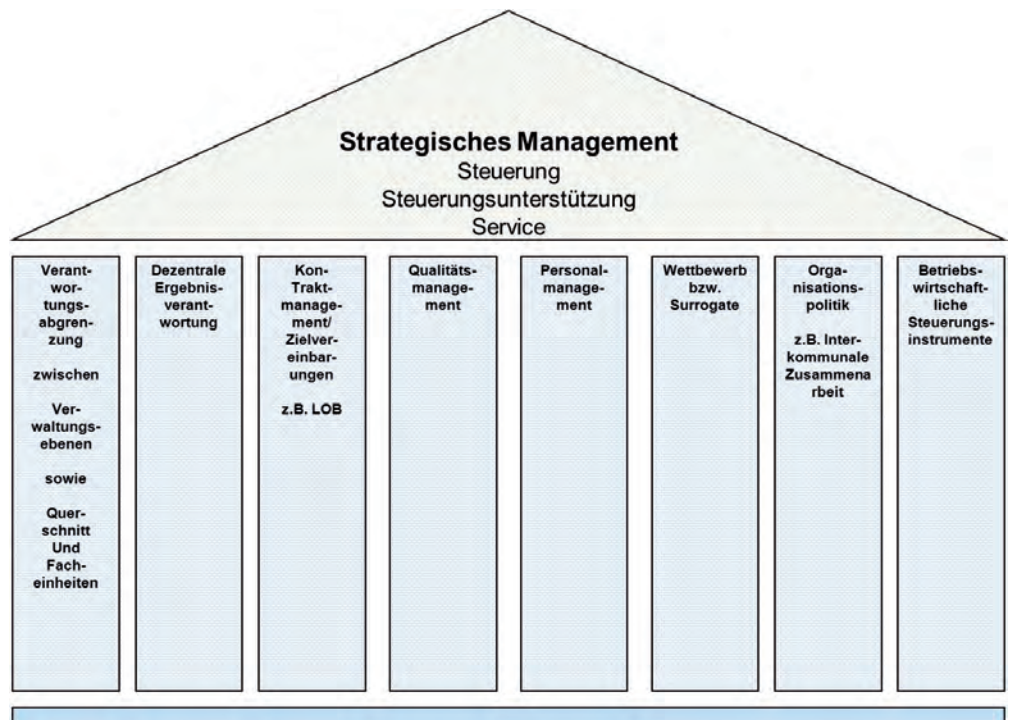 Strategisches Management
Steuerung
Steuerungsunterstützung
Service
Verant-
wor-
tungs-
abgren-
zung
zwischen
Ver-
waltungs-
ebenen
sowie
Quer-
schnitt
Und
Fach-
einheiten
Dezentrale
Ergebnis-
verant-
wortung
Kon-
Trakt-
manage-
ment/
Zielver-
einbar-
ungen
z.B. LOB
Qualitäts-
manage-
ment
Personal-
manage-
ment
Wettbewerb
bzw.
Surrogate
Orga-
nisations-
politik
z.B. Inter-
kommunale
Zusammena
rbeit
Betriebs-
wirtschaft-
liche
Steuerungs-
instrumente